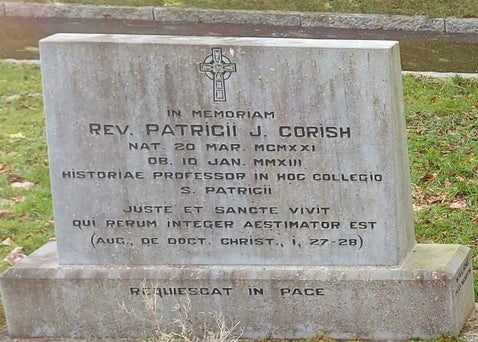 IN MEMORIAM
REV. PATRICII J. CORISH
NAT. 20 MAR. MCMXXI
OB. 10 JAN. MMXIII
HISTORIAE PROFESSOR IN HOC COLLEGIO
S. PATRICII
JUSTE ET SANCTE VIVIT
QUI RERUM INTEGER AESTIMATOR EST
(AUG., DE DOCT. CHRIST., I, 27-28)
REQUIESCAT IN PACE